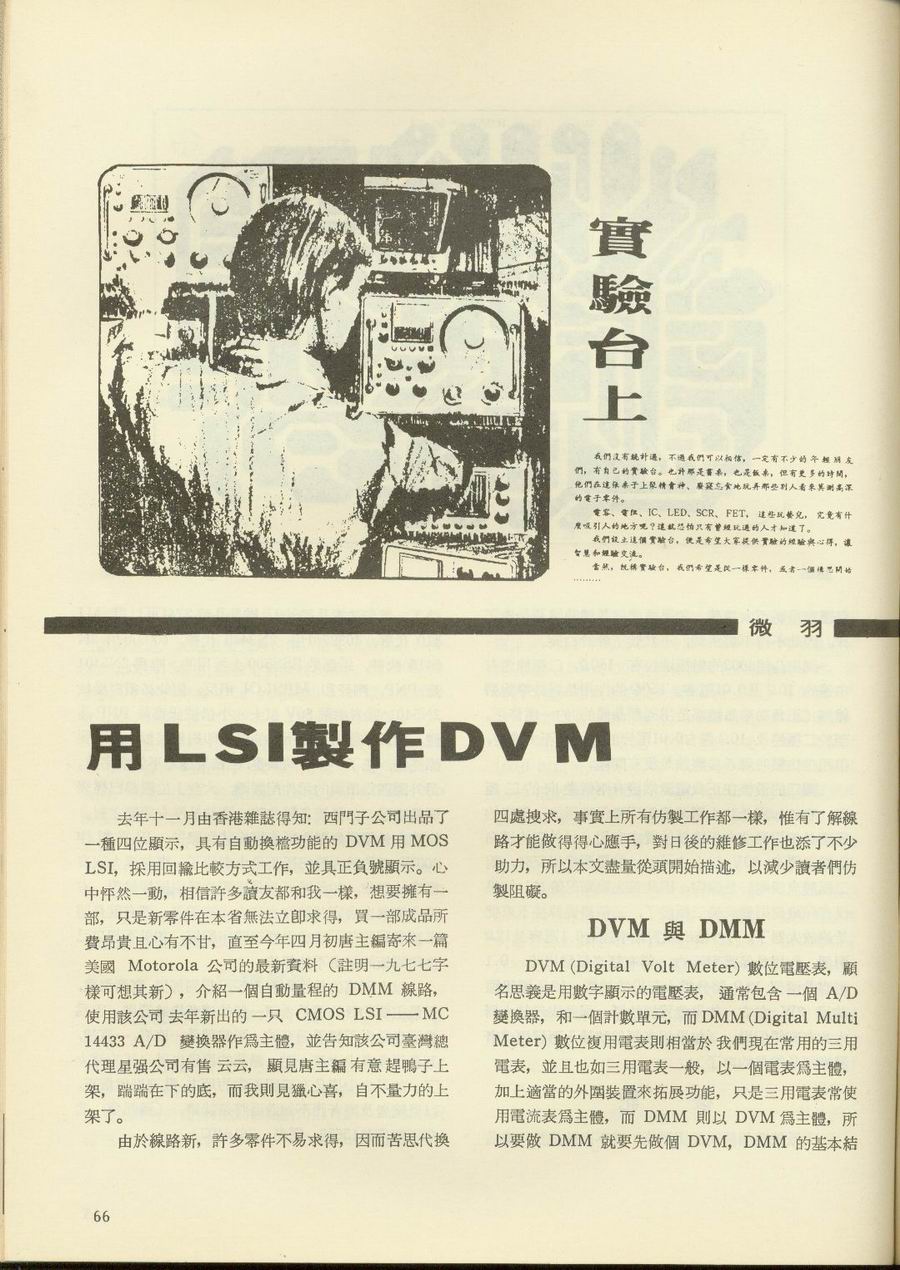 實
驗
台
上
我們沒有統計過，不過我們可以相信，一定有不少的年輕朋友
們，有自己的實驗台。也許那是書桌，也是飯桌，但有更多的時間，
他們在這張桌子上聚精會神、廢寢忘食地玩弄那些別人看來莫測高深
的電子零件。
電容、電阻、IC、LED、SCR、FET，這些玩藝兒，究竟有什
麼吸引人的地方呢？這就恐怕只有曾經玩過的人才知道了。
我們設立這個實驗台，便是希望大家提供實驗的經驗與心得，讓
智慧和經驗交流。
當然，既稱實驗台，我們希望是從一樣零件，或者一個構思開始
………
微 羽
用LSI製作DVM
去年十一月由香港雜誌得知：西門子公司出品了
一種四位顯示，具有自動換檔功能的 DVM 用 MOS
LSI，採用回輸比較方式工作，並具正負號顯示。心
中怦然一動，相信許多讀友都和我一樣，想要擁有一
部，只是新零件在本省無法立卽求得，買一部成品所
費昂貴且心有不甘，直至今年四月初唐主編寄來一篇
美國 Motorola 公司的最新資料（註明一九七七字
樣可想其新），介紹一個自動量程的 DMM 線路，
使用該公司去年新出的一只 CMOS LSI ── MC
14433 A/D 變換器作爲主體，並告知該公司臺灣總
代理星强公司有售云云，顯見唐主編有意趕鴨子上
架，踹踹在下的底，而我則見獵心喜，自不量力的上
架了。
由於線路新，許多零件不易求得，因而苦思代換
四處搜求，事實上所有仿製工作都一樣，惟有了解線
路才能做得得心應手，對日後的維修工作也添了不少
助力，所以本文盡量從頭開始描述，以減少讀者們仿
製阻礙。
DVM 與 DMM
DVM (Digital Volt Meter) 數位電壓表，顧
名思義是用數字顯示的電壓表，通常包含一個 A/D
變換器，和一個計數單元，而 DMM (Digital Multi
Meter) 數位複用電表則相當於我們現在常用的三用
電表，並且也如三用電表一般，以一個電表爲主體，
加上適當的外圍裝置來拓展功能，只是三用電表常使
用電流表爲主體，而 DMM 則以 DVM 爲主體，所
以要做 DMM 就要先做個 DVM，DMM 的基本結
66